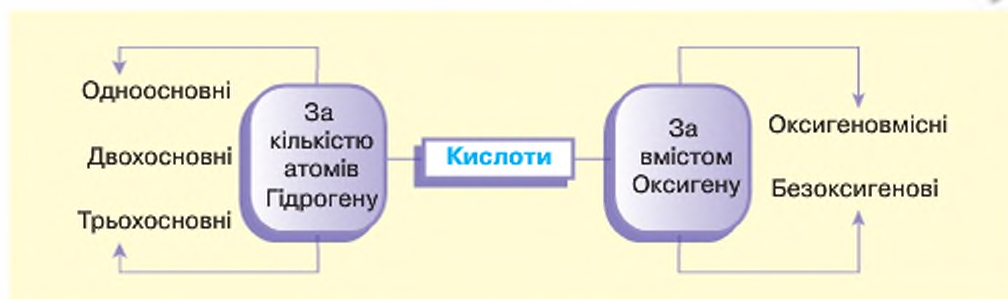 Одноосновні
Двохосновні
Трьохосновні
За
кількістю
атомів
Гідрогену
Кислоти
За
вмістом
Оксигену
Оксигеновмісні
Безоксигенові